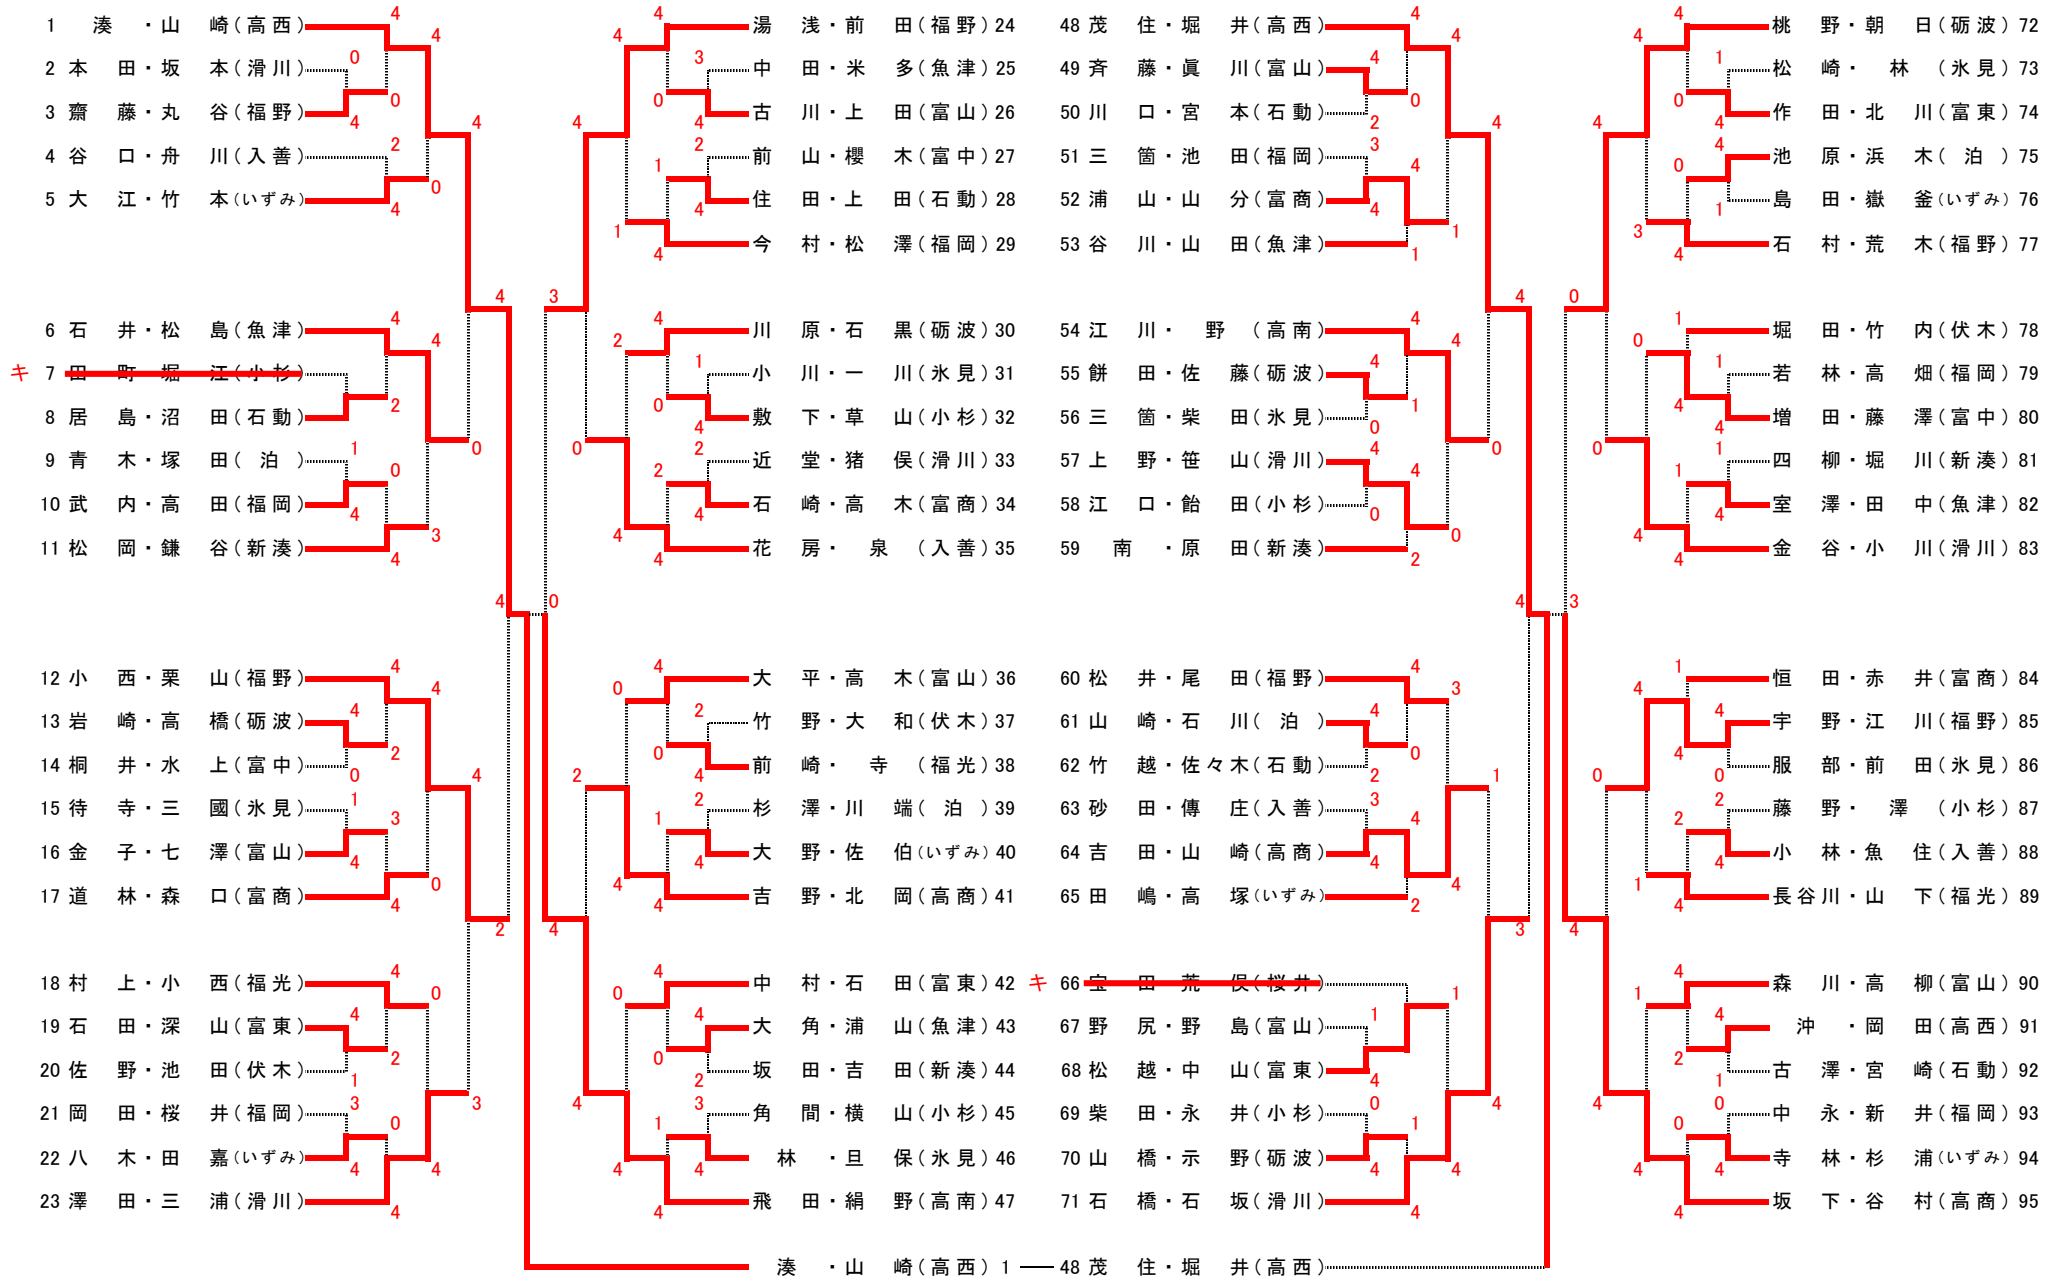 1 湊 ・山 崎(高西)
2 本 田・坂 本(滑川)
3 齋 藤・丸 谷(福野)
4 谷 口・舟 川(入善)
5 大 江・竹 本(いずみ)
6 石 井・松 島(魚津)
キ 7 田 町・堀 江(小杉)
8 居 島・沼 田(石動)
9 青 木・塚 田( 泊 )
10 武 内・高 田(福岡)
11 松 岡・鎌 谷(新湊)
12 小 西・栗 山(福野)
13 岩 崎・高 橋(砺波)
14 桐 井・水 上(富中)
15 待 寺・三 國(氷見)
16 金 子・七 澤(富山)
17 道 林・森 口(富商)
18 村 上・小 西(福光)
19 石 田・深 山(富東)
20 佐 野・池 田(伏木)
21 岡 田・桜 井(福岡)
22 八 木・田 嘉(いずみ)
23 澤 田・三 浦(滑川)
湯 浅・前 田(福野) 24
中 田・米 多(魚津) 25
古 川・上 田(富山) 26
前 山・櫻 木(富中) 27
住 田・上 田(石動) 28
今 村・松 澤(福岡) 29
川 原・石 黒(砺波) 30
小 川・一 川(氷見) 31
敷 下・草 山(小杉) 32
近 堂・猪 俣(滑川) 33
石 崎・高 木(富商) 34
花 房・ 泉 (入善) 35
大 平・高 木(富山) 36
竹 野・大 和(伏木) 37
前 崎・ 寺 (福光) 38
杉 澤・川 端( 泊 ) 39
大 野・佐 伯(いずみ) 40
吉 野・北 岡(高商) 41
中 村・石 田(富東) 42
大 角・浦 山(魚津) 43
坂 田・吉 田(新湊) 44
角 間・横 山(小杉) 45
林 ・旦 保(氷見) 46
飛 田・絹 野(高南) 47
48 茂 住・堀 井(高西)
49 斉 藤・眞 川(富山)
50 川 口・宮 本(石動)
51 三 箇・池 田(福岡)
52 浦 山・山 分(富商)
53 谷 川・山 田(魚津)
54 江 川・ 野 (高南)
55 餅 田・佐 藤(砺波)
56 三 箇・柴 田(氷見)
57 上 野・笹 山(滑川)
58 江 口・飴 田(小杉)
59 南 ・原 田(新湊)
60 松 井・尾 田(福野)
61 山 崎・石 川( 泊 )
62 竹 越・佐々木(石動)
63 砂 田・傳 庄(入善)
64 吉 田・山 崎(高商)
65 田 嶋・高 塚(いずみ)
キ 66 宝 田・荒 俣(桜井)
67 野 尻・野 島(富山)
68 松 越・中 山(富東)
69 柴 田・永 井(小杉)
70 山 橋・示 野(砺波)
71 石 橋・石 坂(滑川)
桃 野・朝 日(砺波) 72
松 崎・ 林 (氷見) 73
作 田・北 川(富東) 74
池 原・浜 木( 泊 ) 75
島 田・嶽 釜(いずみ) 76
石 村・荒 木(福野) 77
堀 田・竹 内(伏木) 78
若 林・高 畑(福岡) 79
増 田・藤 澤(富中) 80
四 柳・堀 川(新湊) 81
室 澤・田 中(魚津) 82
金 谷・小 川(滑川) 83
恒 田・赤 井(富商) 84
宇 野・江 川(福野) 85
服 部・前 田(氷見) 86
藤 野・ 澤 (小杉) 87
小 林・魚 住(入善) 88
長谷川・山 下(福光) 89
森 川・高 柳(富山) 90
沖 ・岡 田(高西) 91
古 澤・宮 崎(石動) 92
中 永・新 井(福岡) 93
寺 林・杉 浦(いずみ) 94
坂 下・谷 村(高商) 95
湊 ・山 崎(高西) 1 ― 48 茂 住・堀 井(高西)